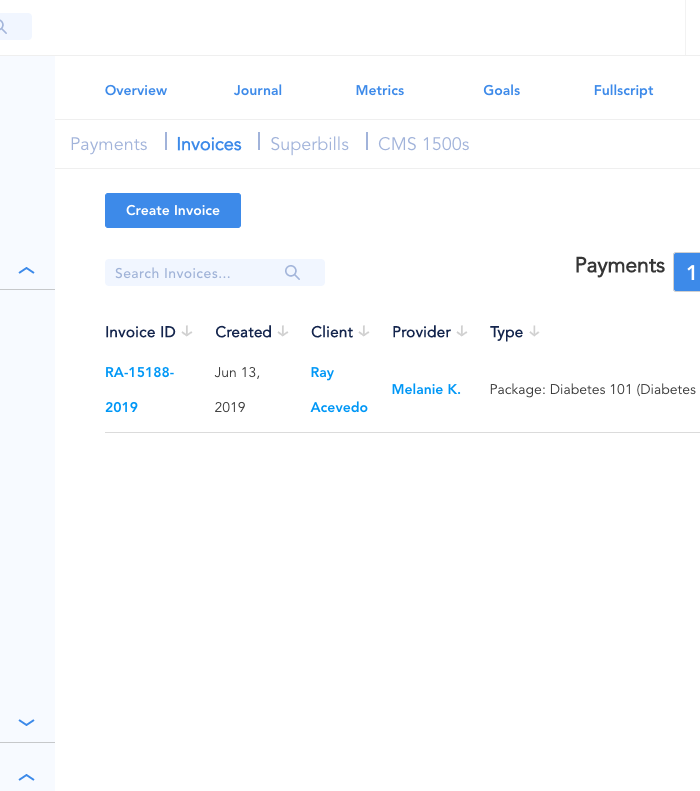 Overview Journal Metrics Goals Fullscript
Payments Invoices Superbills CMS 1500s
Create Invoice
Payments 1
Search Invoices...
Invoice ID Created Client Provider Type
RA-15188- Jun 13, Ray
Melanie K. Package: Diabetes 101 (Diabetes
2019 2019 Acevedo